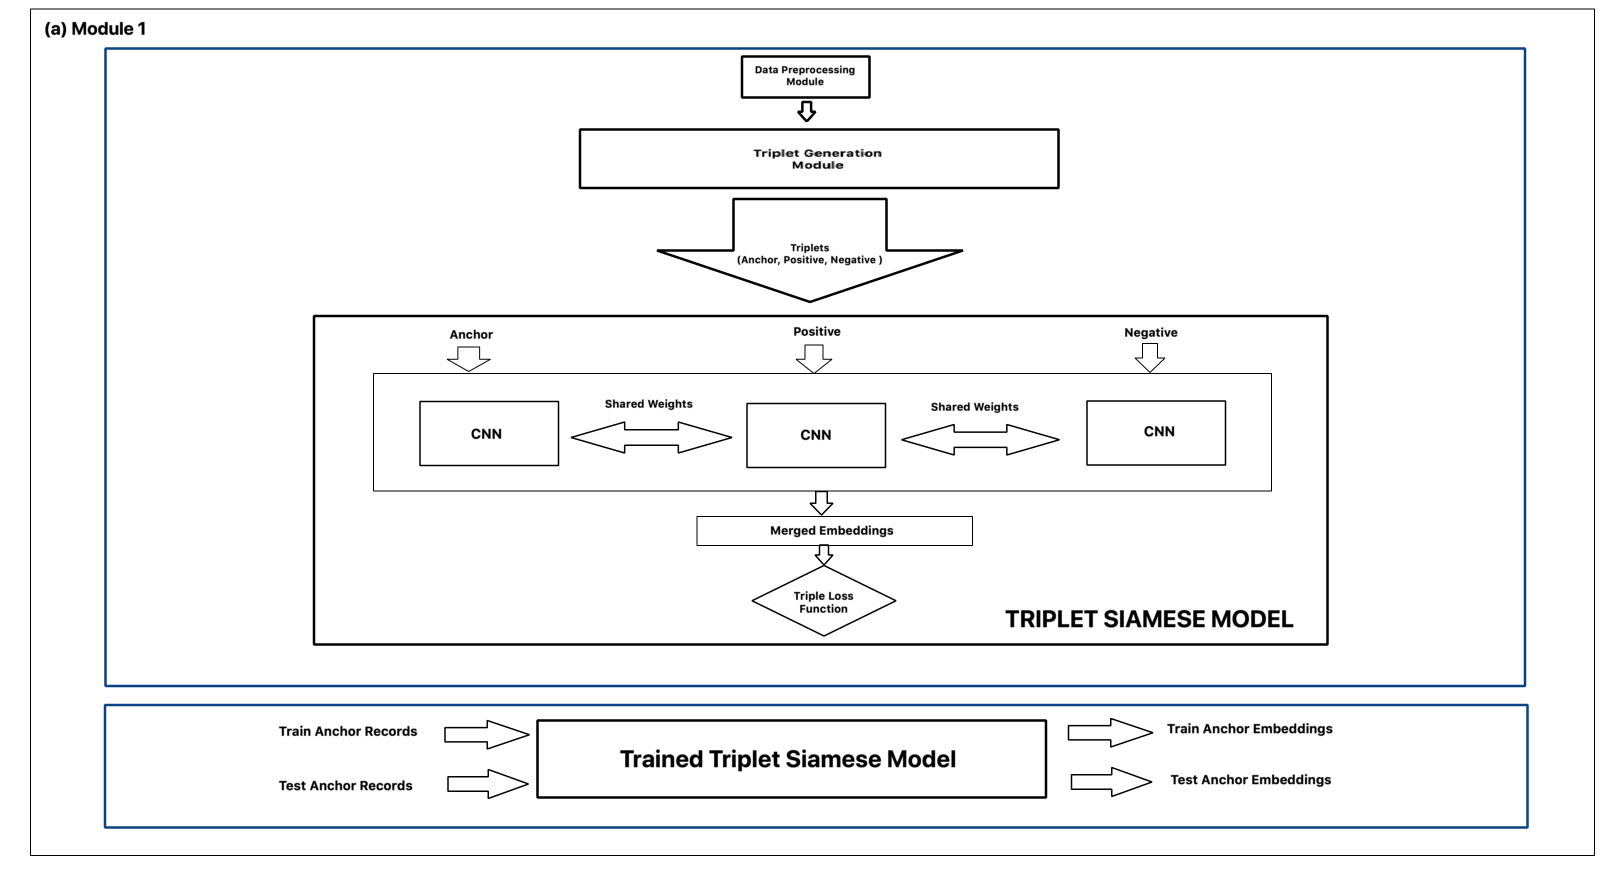 (a) Module 1
Data Preprocessing
Module
Triplet Generation
Module
Triplets
(Anchor, Positive, Negative )
Anchor
Positive
Negative
Shared Weights
Shared Weights
CNN
CNN
CNN
Merged Embeddings
Triple Loss
Function
TRIPLET SIAMESE MODEL
Train Anchor Records
Test Anchor Records
Trained Triplet Siamese Model
Train Anchor Embeddings
Test Anchor Embeddings